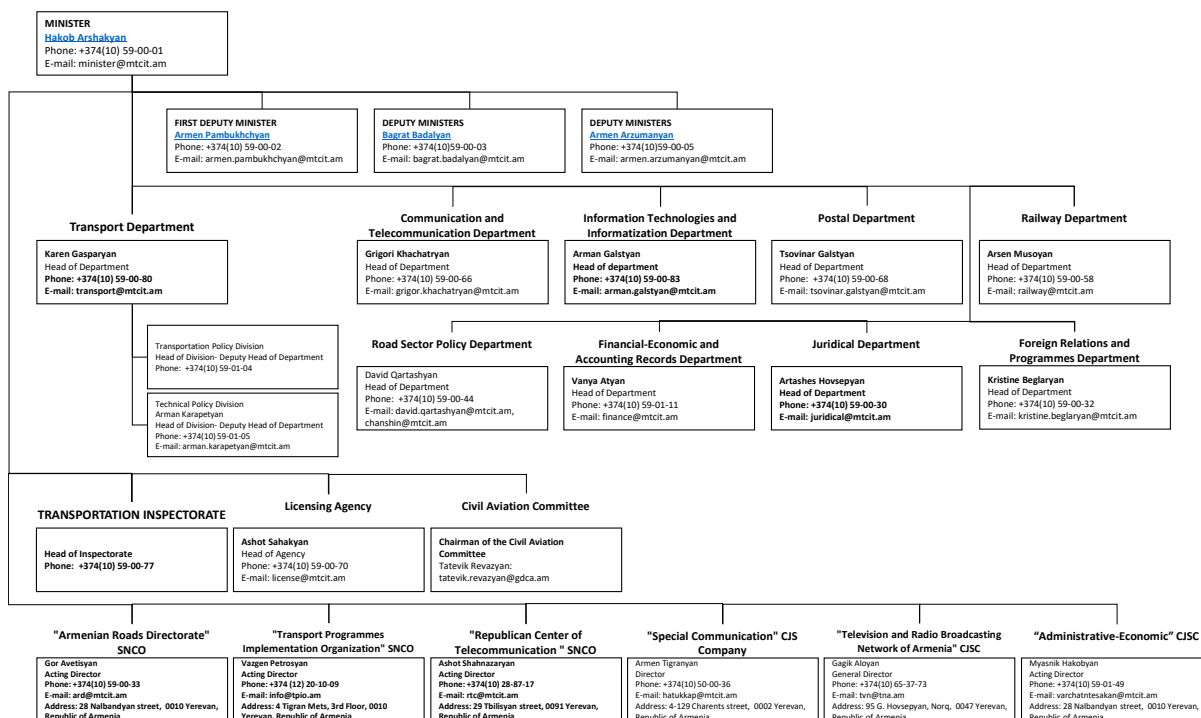 MINISTER
Hakob Arshakyan
Phone: +374(10) 59-00-01
E-mail: minister@mtcit.am
FIRST DEPUTY MINISTER
Armen Pambukhchyan
Phone: +374(10) 59-00-02
E-mail: armen.pambukhchyan@mtcit.am
DEPUTY MINISTERS
Bagrat Badalyan
Phone: +374(10)59-00-03
E-mail: bagrat.badalyan@mtcit.am
DEPUTY MINISTERS
Armen Arzumanyan
Phone: +374(10)59-00-05
E-mail: armen.arzumanyan@mtcit.am
Transport Department
Karen Gasparyan
Head of Department
Phone: +374(10) 59-00-80
E-mail: transport@mtcit.am
Communication and
Telecommunication Department
Grigori Khachatryan
Head of Department
Phone: +374(10) 59-00-66
E-mail: grigor.khachatryan@mtcit.am
Information Technologies and
Informatization Department
Arman Galstyan
Head of department
Phone: +374(10) 59-00-83
E-mail: arman.galstyan@mtcit.am
Postal Department
Tsovinar Galstyan
Head of Department
Phone: +374(10) 59-00-68
E-mail: tsovinar.galstyan@mtcit.am
Railway Department
Arsen Musoyan
Head of Department
Phone: +374(10) 59-00-58
E-mail: railway@mtcit.am
Transportation Policy Division
Head of Division- Deputy Head of Department
Phone: +374(10) 59-01-04
Technical Policy Division
Arman Karapetyan
Head of Division- Deputy Head of Department
Phone: +374(10) 59-01-05
E-mail: arman.karapetyan@mtcit.am
Road Sector Policy Department
David Qartashyan
Head of Department
Phone: +374(10) 59-00-44
E-mail: david.qartashyan@mtcit.am,
chanshin@mtcit.am
Financial-Economic and
Accounting Records Department
Vanya Atyan
Head of Department
Phone: +374(10) 59-01-11
E-mail: finance@mtcit.am
Juridical Department
Artashes Hovsepyan
Head of Department
Phone: +374(10) 59-00-30
E-mail: juridical@mtcit.am
Foreign Relations and
Programmes Department
Kristine Beglaryan
Head of Department
Phone: +374(10) 59-00-32
E-mail: kristine.beglaryan@mtcit.am
TRANSPORTATION INSPECTORATE
Head of Inspectorate
Phone: +374(10) 59-00-77
Licensing Agency
Ashot Sahakyan
Head of Agency
Phone: +374(10) 59-00-70
E-mail: license@mtcit.am
Civil Aviation Committee
Chairman of the Civil Aviation
Committee
Tatevik Revazyan:
tatevik.revazyan@gdca.am
"Armenian Roads Directorate"
SNCO
Gor Avetisyan
Acting Director
Phone: +374(10) 59-00-33
E-mail: ard@mtcit.am
Address: 28 Nalbandyan street, 0010 Yerevan,
Republic of Armenia
"Transport Programmes
Implementation Organization" SNCO
Vazgen Petrosyan
Acting Director
Phone: +374 (12) 20-10-09
E-mail: info@tpio.am
Address: 4 Tigran Mets, 3rd Floor, 0010
Yerevan, Republic of Armenia
"Republican Center of
Telecommunication " SNCO
Ashot Shahnazaryan
Acting Director
Phone: +374(10) 28-87-17
E-mail: rtc@mtcit.am
Address: 29 Tbilisyan street, 0091 Yerevan,
Republic of Armenia
"Special Communication" CJS
Company
Armen Tigranyan
Director
Phone: +374(10) 50-00-36
E-mail: hatukkap@mtcit.am
Address: 4-129 Charents street, 0002 Yerevan,
Republic of Armenia
"Television and Radio Broadcasting
Network of Armenia" CJSC
Gagik Aloyan
General Director
Phone: +374(10) 65-37-73
E-mail: tvn@tna.am
Address: 95 G. Hovsepyan, Norq, 0047 Yerevan,
Republic of Armenia
“Administrative-Economic” CJSC
Myasnik Hakobyan
Acting Director
Phone: +374(10) 59-01-49
E-mail: varchatntesakan@mtcit.am
Address: 28 Nalbandyan street, 0010 Yerevan,
Republic of Armenia